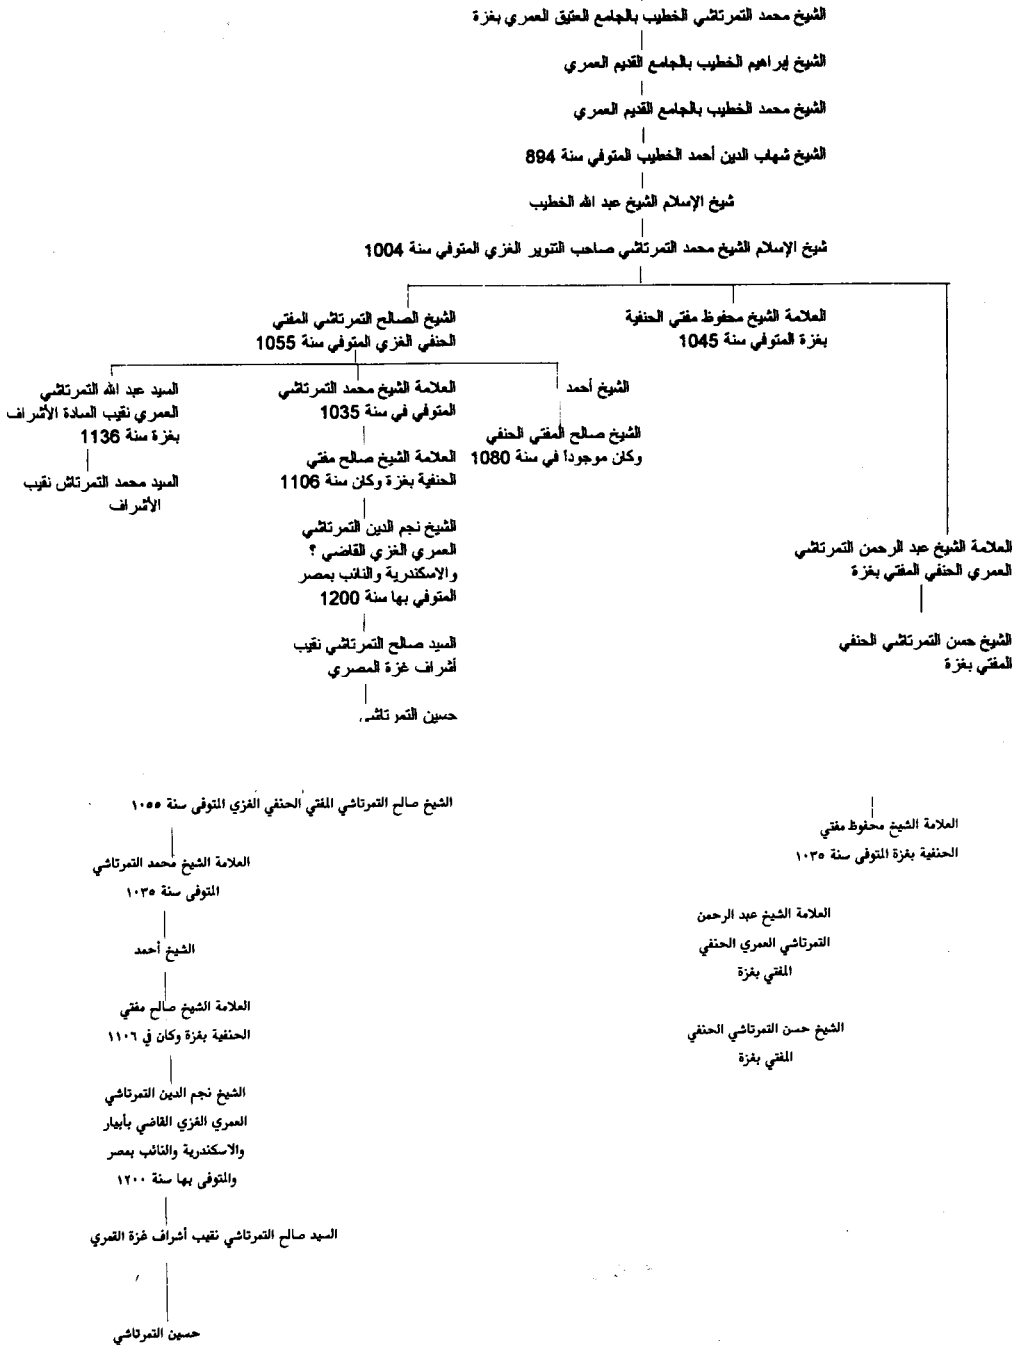 الشيخ محمد التمرتاشي الخطيب بالجامع العتيق العمري بغزة
الشيخ إبراهيم الخطيب بالجامع القديم العمري
الشيخ محمد الخطيب بالجامع القديم العمري
الشيخ شهاب الدين أحمد الخطيب المتوفي سنة 894
شيخ الإسلام الشيخ عبد الله الخطيب
شيخ الإسلام الشيخ محمد التمرتاشي صاحب التنوير الغزي المتوفي سنة 1004
العلامة الشيخ محفوظ مفتي الحنفية
بغزة المتوفي سنة 1045
الشيخ الصالح التمرتاشي المفتي
الحنفي الغزي المتوفي سنة 1055
الشيخ أحمد
الشيخ صالح المفتي الحنفي
وكان موجوداً في سنة 1080
العلامة الشيخ محمد التمرتاشي
المتوفي في سنة 1035
العلامة الشيخ صالح مفتي
الحنفية بغزة وكان سنة 1106
الشيخ نجم الدين التمرتاشي
العمري الغزي القاضي ؟
والاسكندرية والنائب بمصر
المتوفي بها سنة 1200
السيد صالح التمرتاشي نقيب
أشراف غزة المصري
حسين التمرتاشي
السيد عبد الله التمرتاشي
العمري نقيب السادة الأشراف
بغزة سنة 1136
السيد محمد التمرتاش نقيب
الأشراف
العلامة الشيخ عبد الرحمن التمرتاشي
العمري الحنفي المفتي بغزة
الشيخ حسن التمرتاشي الحنفي
المفتي بغزة
العلامة الشيخ محفوظ مفتي
الحنفية بغزة المتوفى سنة ١٠٣٥
العلامة الشيخ عبد الرحمن
التمرتاشي العمري الحنفي
المفتي بغزة
الشيخ حسن التمرتاشي الحنفي
المفتي بغزة
الشيخ صالح التمرتاشي المفتي الحنفي الغزي المتوفى سنة ١٠٥٥
العلامة الشيخ محمد التمرتاشي
المتوفى سنة ١٠٣٥
الشيخ أحمد
العلامة الشيخ صالح مفتي
الحنفية بغزة وكان في ١١٠٦
الشيخ نجم الدين التمرتاشي
العمري الغزي القاضي بأبيار
والاسكندرية والنائب بمصر
والمتوفى بها سنة ١٢٠٠
السيد صالح التمرتاشي نقيب أشراف غزة القمري
حسين التمرتاشي